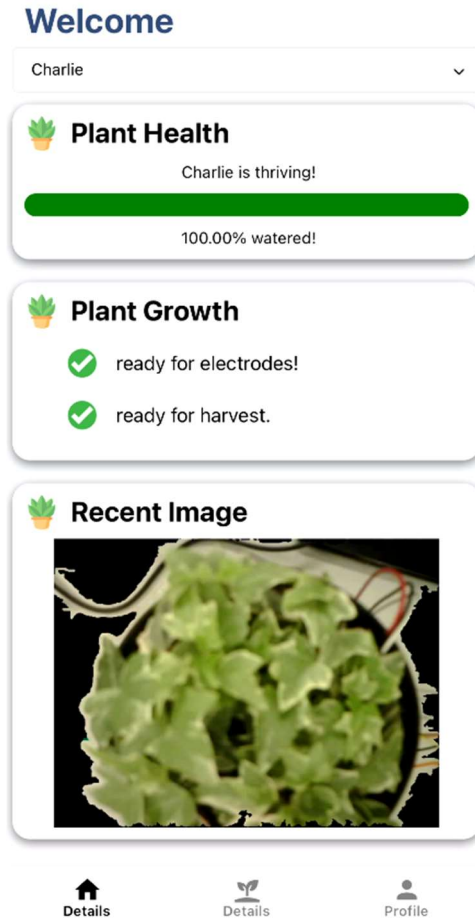 Welcome
Charlie
Plant Health
Charlie is thriving!
100.00% watered!
Plant Growth
ready for electrodes!
ready for harvest.
Recent Image
Details
Details
Profile